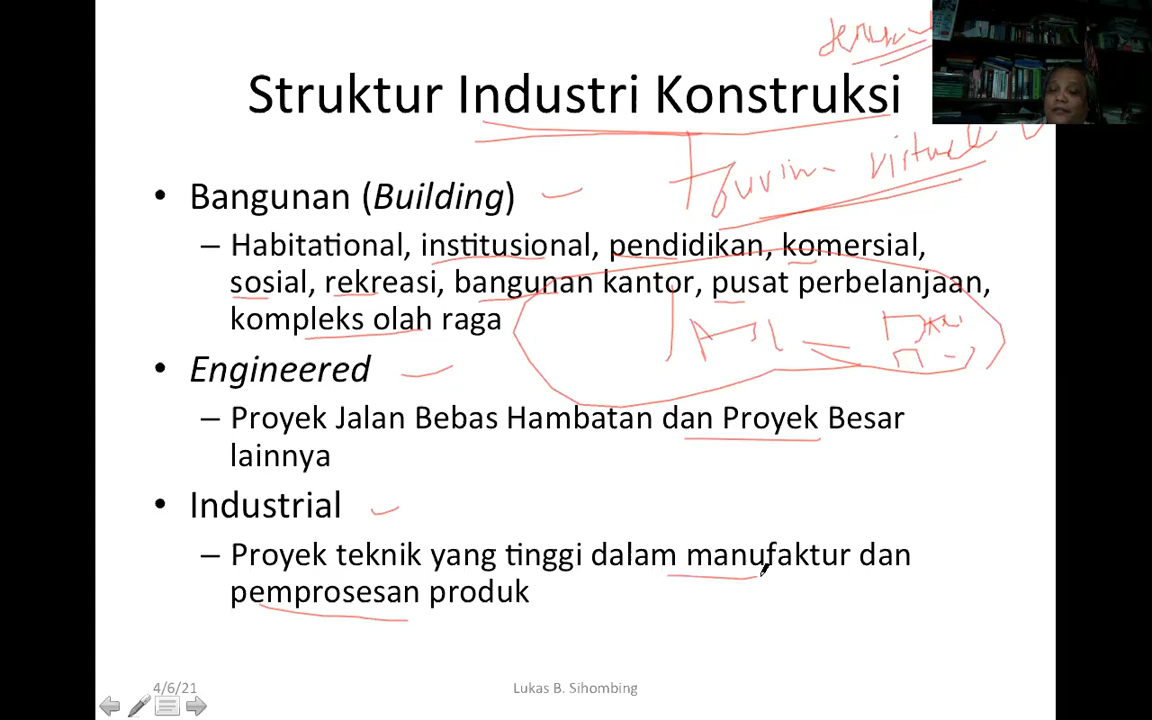 Struktur Industri Konstruksi
• Bangunan (Building)
– Habitational, institusional, pendidikan, komersial,
sosial, rekreasi, bangunan kantor, pusat perbelanjaan,
kompleks olah raga
• Engineered
– Proyek Jalan Bebas Hambatan dan Proyek Besar
lainnya
• Industrial
– Proyek teknik yang tinggi dalam manufaktur dan
pemprosesan produk
4/6/21
Lukas B. Sihombing